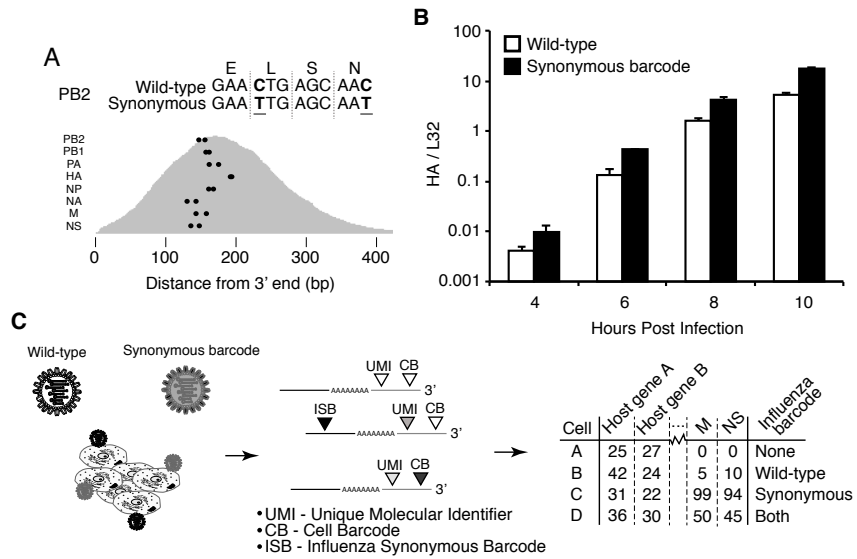 A
E L S N
PB2
Wild-type GAA CTG AGC AAC
Synonymous GAA TTG AGC AAT
PB2
PB1
PA
HA
NP
NA
M
NS
0 100 200 300 400
Distance from 3' end (bp)
B
Wild-type
Synonymous barcode
HA / L32
100
10
1
0.1
0.01
0.001
4 6 8 10
Hours Post Infection
C
Wild-type Synonymous barcode
UMI CB
AAAAAAAA 3'
ISB UMI CB
AAAAAAAA 3'
UMI CB
AAAAAAAA 3'
•UMI - Unique Molecular Identifier
•CB - Cell Barcode
•ISB - Influenza Synonymous Barcode
Cell Host gene A Host gene B ... M NS Influenza barcode
A 25 27 0 0 None
B 42 24 5 10 Wild-type
C 31 22 99 94 Synonymous
D 36 30 50 45 Both